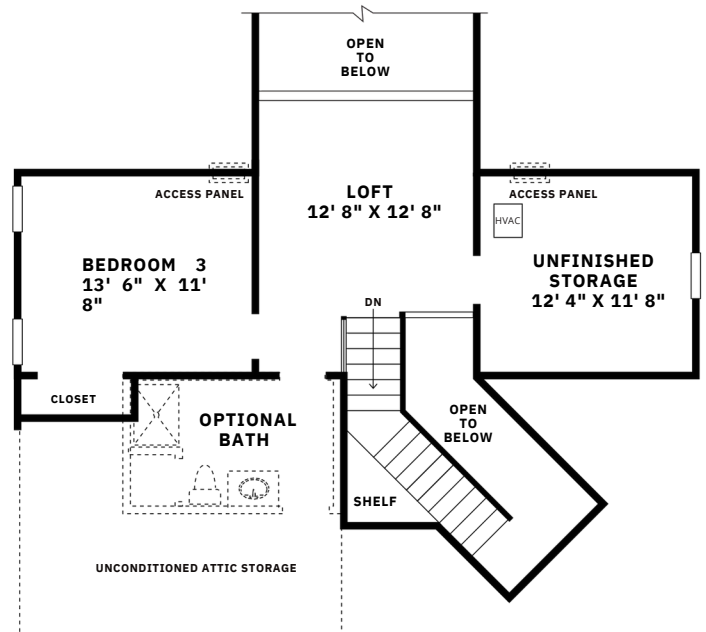 OPEN
TO
BELOW
ACCESS PANEL
LOFT
12' 8" X 12' 8"
ACCESS PANEL
HVAC
BEDROOM 3
13' 6" X 11'
8"
UNFINISHED
STORAGE
12' 4" X 11' 8"
DN
CLOSET
OPTIONAL
BATH
OPEN
TO
BELOW
SHELF
UNCONDITIONED ATTIC STORAGE